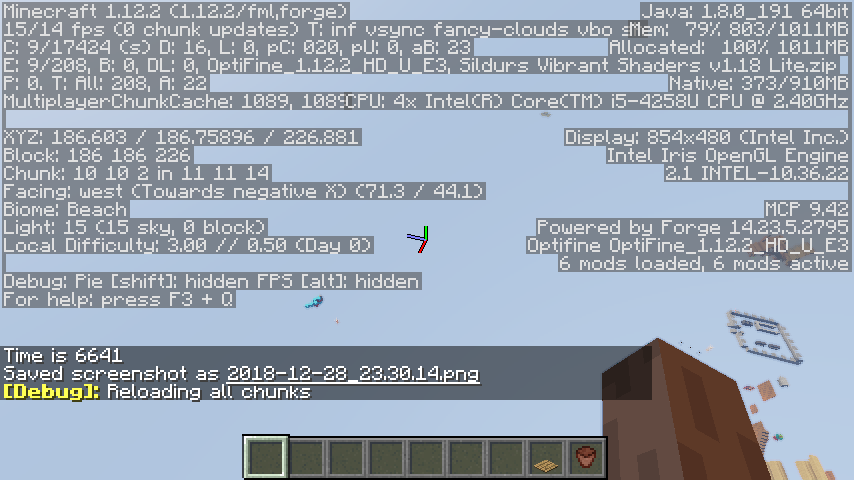 Minecraft 1.12.2 (1.12.2/fml,forge)
15/14 fps (0 chunk updates) T: inf vsync fancy-clouds vbo
C: 9/17424 (s) D: 16, L: 0, pC: 020, pU: 0, aB: 23
E: 9/208, B: 0, DL: 0, OptiFine_1.12.2_HD_U_E3, Sildurs Vibrant Shaders v1.18 Lite.zip
P: 0, T: All: 208, A: 22
MultiplayerChunkCache: 1089, 1089
XYZ: 186.603 / 186.75896 / 226.881
Block: 186 186 226
Chunk: 10 10 2 in 11 11 14
Facing: west (Towards negative X) (71.3 / 44.1)
Biome: Beach
Light: 15 (15 sky, 0 block)
Local Difficulty: 3.00 // 0.50 (Day 0)
Debug: Pie [shift]: hidden FPS [alt]: hidden
For help: press F3 + Q
Java: 1.8.0_191 64bit
Mem: 79% 803/1011MB
Allocated: 100% 1011MB
Native: 373/910MB
CPU: 4x Intel(R) Core(TM) i5-4258U CPU @ 2.40GHz
Display: 854x480 (Intel Inc.)
Intel Iris OpenGL Engine
2.1 INTEL-10.36.22
MCP 9.42
Powered by Forge 14.23.5.2795
Optifine OptiFine_1.12.2_HD_U_E3
6 mods loaded, 6 mods active
Time is 6641
Saved screenshot as 2018-12-28_23.30.14.png
[Debug]: Reloading all chunks